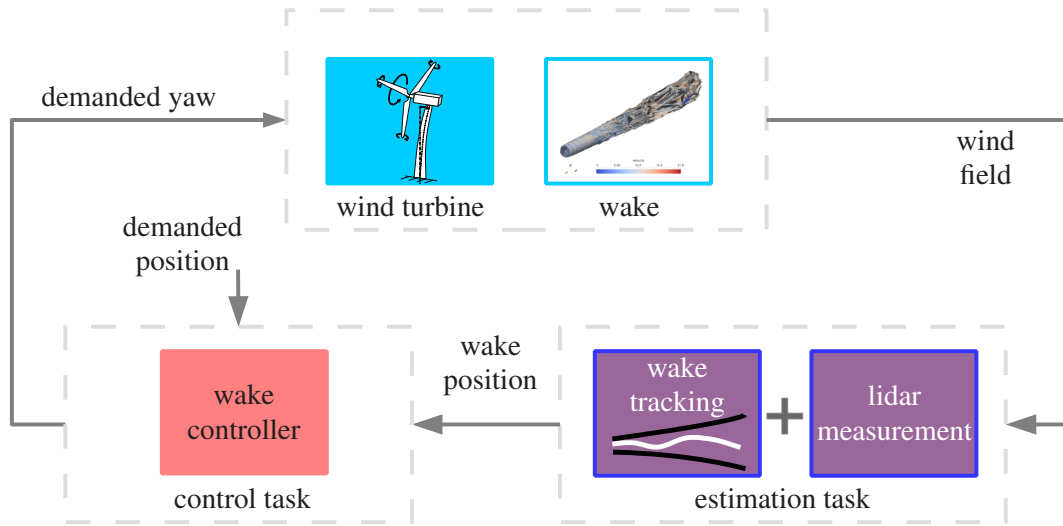 demanded yaw
wind turbine
wake
wind
field
demanded
position
wake
controller
control task
wake
position
wake
tracking
lidar
measurement
estimation task